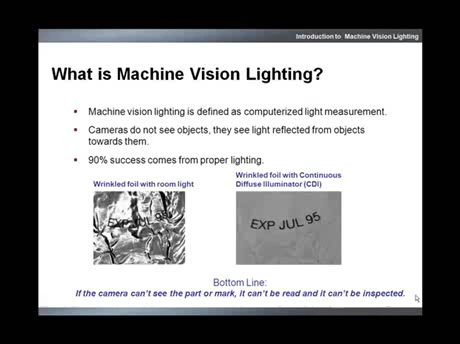 Introduction to Machine Vision Lighting
What is Machine Vision Lighting?
Machine vision lighting is defined as computerized light measurement.
Cameras do not see objects, they see light reflected from objects
towards them.
90% success comes from proper lighting.
Wrinkled foil with room light
Wrinkled foil with Continuous
Diffuse Illuminator (CDI)
EXP JUL 95
EXP JUL 95
Bottom Line:
If the camera can't see the part or mark, it can't be read and it can't be inspected.